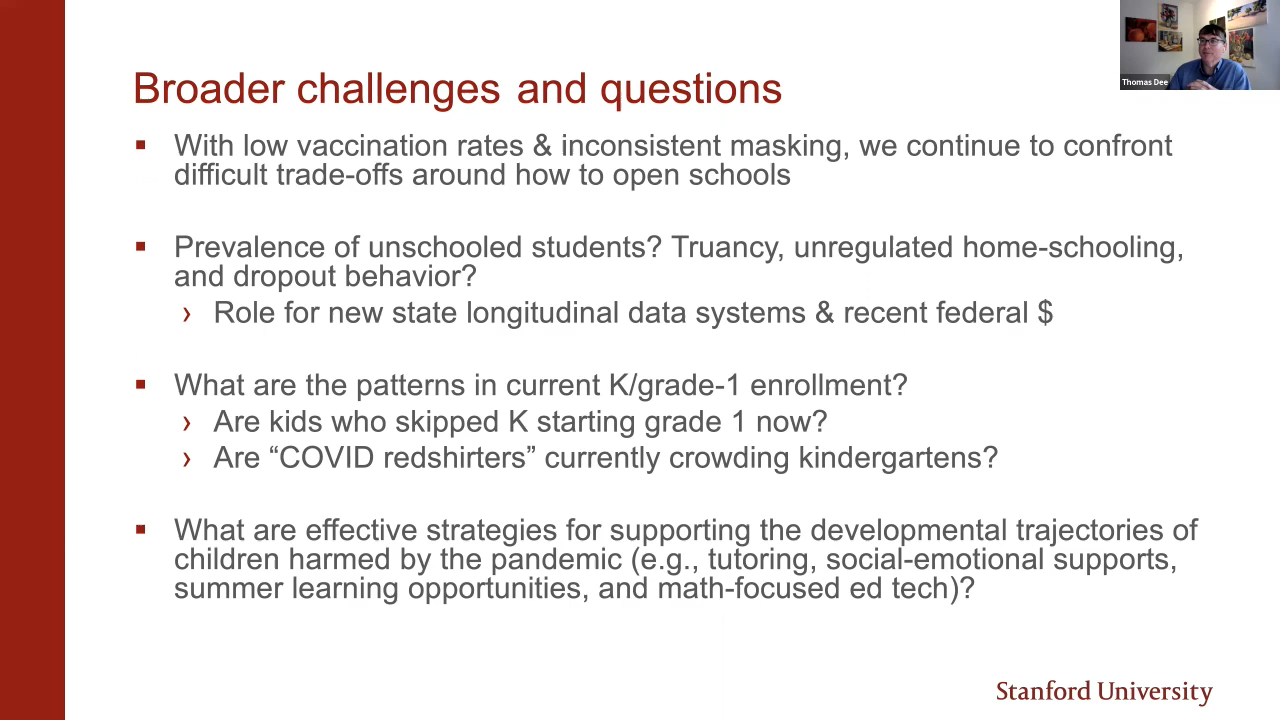 Broader challenges and questions
Thomas Dee
▪ With low vaccination rates & inconsistent masking, we continue to confront
difficult trade-offs around how to open schools
▪ Prevalence of unschooled students? Truancy, unregulated home-schooling,
and dropout behavior?
› Role for new state longitudinal data systems & recent federal $
▪ What are the patterns in current K/grade-1 enrollment?
› Are kids who skipped K starting grade 1 now?
› Are “COVID redshirters” currently crowding kindergartens?
▪ What are effective strategies for supporting the developmental trajectories of
children harmed by the pandemic (e.g., tutoring, social-emotional supports,
summer learning opportunities, and math-focused ed tech)?
Stanford University